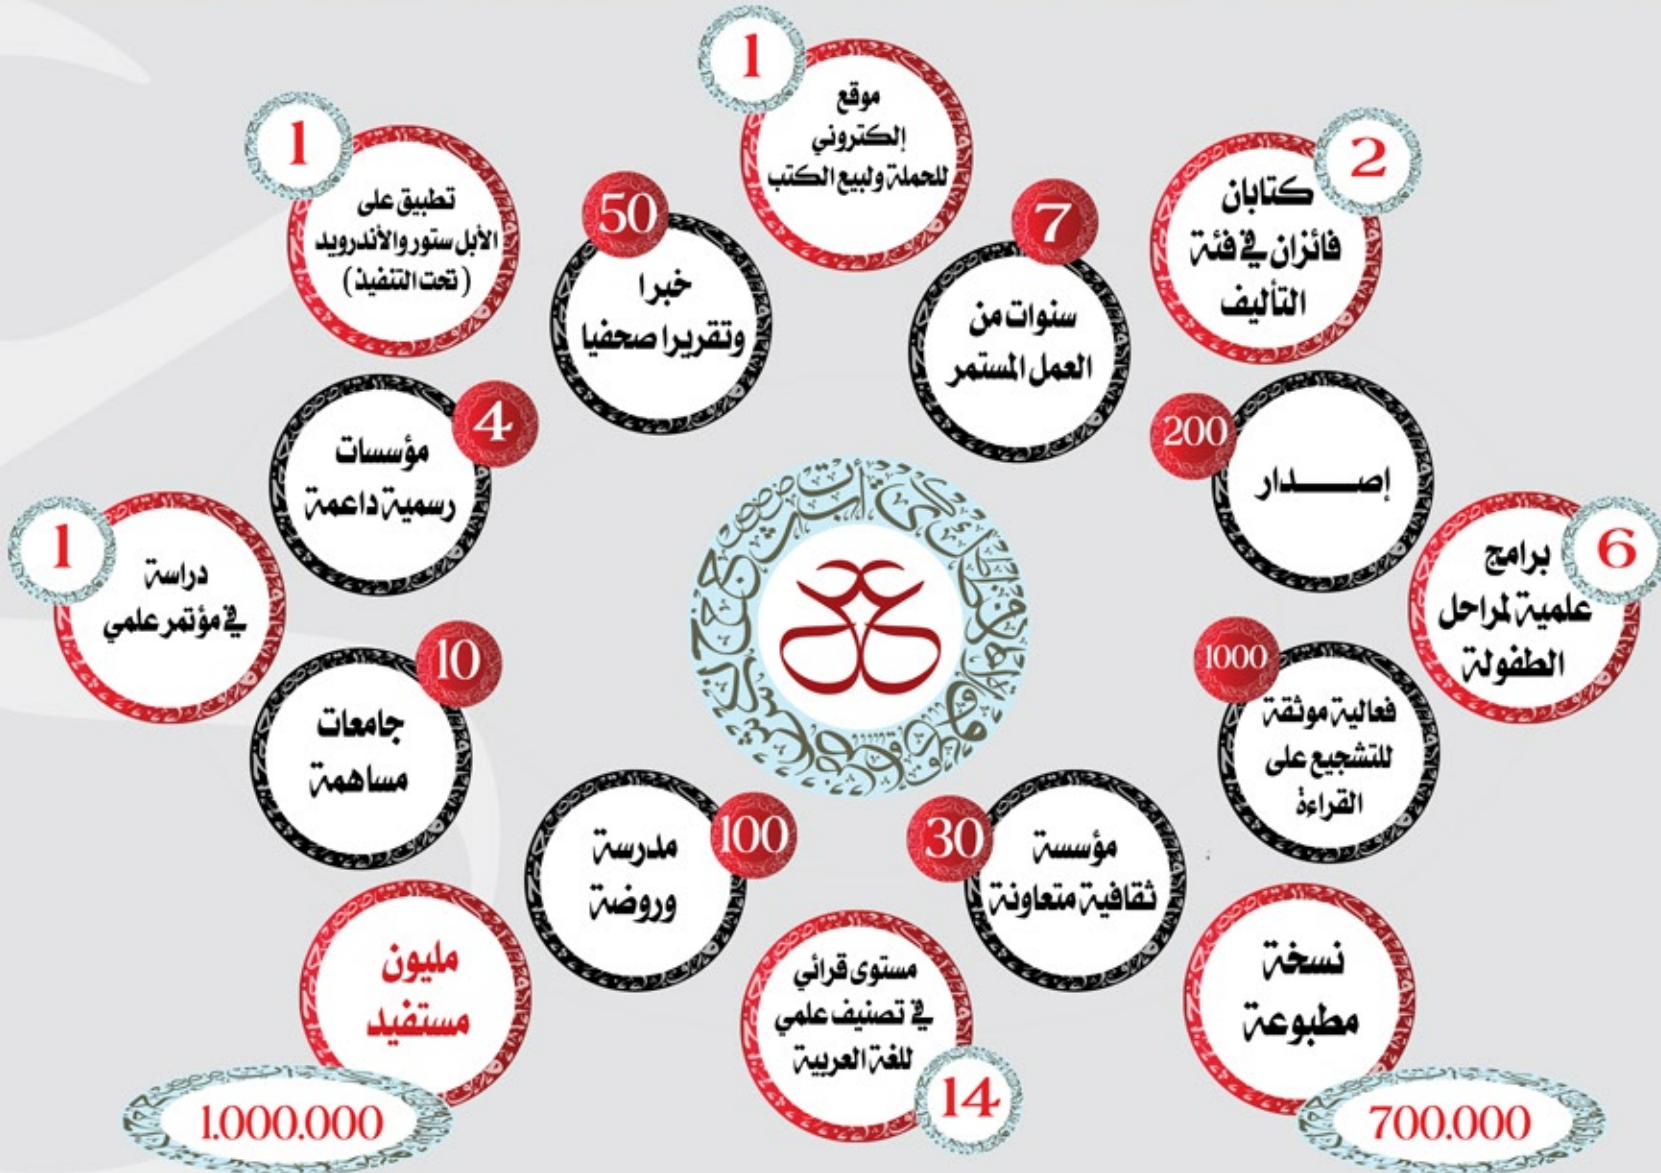 1
موقع
إلكتروني
للحملة ولبيع الكتب
2
كتابان
فائزان في فئة
التأليف
7
سنوات من
العمل المستمر
50
خبرا
وتقريرا صحفيا
1
تطبيق على
الأبل ستور والأندرويد
(تحت التنفيذ)
200
إصــــدار
4
مؤسسات
رسمية داعمة
6
برامج
علمية لمراحل
الطفولة
1
دراسة
في مؤتمر علمي
1000
فعالية موثقة
للتشجيع على
القراءة
10
جامعات
مساهمة
30
مؤسسة
ثقافية متعاونة
100
مدرسة
وروضة
نسخة
مطبوعة
700.000
مستوى قرائي
في تصنيف علمي
للغة العربية
14
مليون
مستفيد
1.000.000